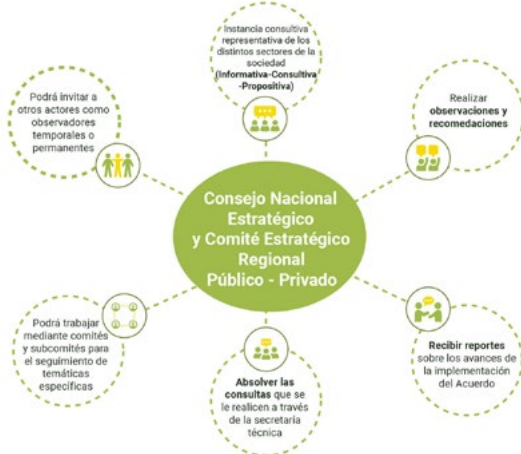 Instancia consultiva
representativa de los
distintos sectores de la
sociedad
(Informativa-Consultiva
-Propositiva)
Podrá invitar a
otros actores como
observadores
temporales o
permanentes
Realizar
observaciones y
recomedaciones
Consejo Nacional
Estratégico
y Comité Estratégico
Regional
Público - Privado
Podrá trabajar
mediante comités
y subcomités para
el seguimiento de
temáticas
específicas
Absolver las
consultas que se
le realicen a través
de la secretaría
técnica
Recibir reportes
sobre los avances de
la implementación
del Acuerdo